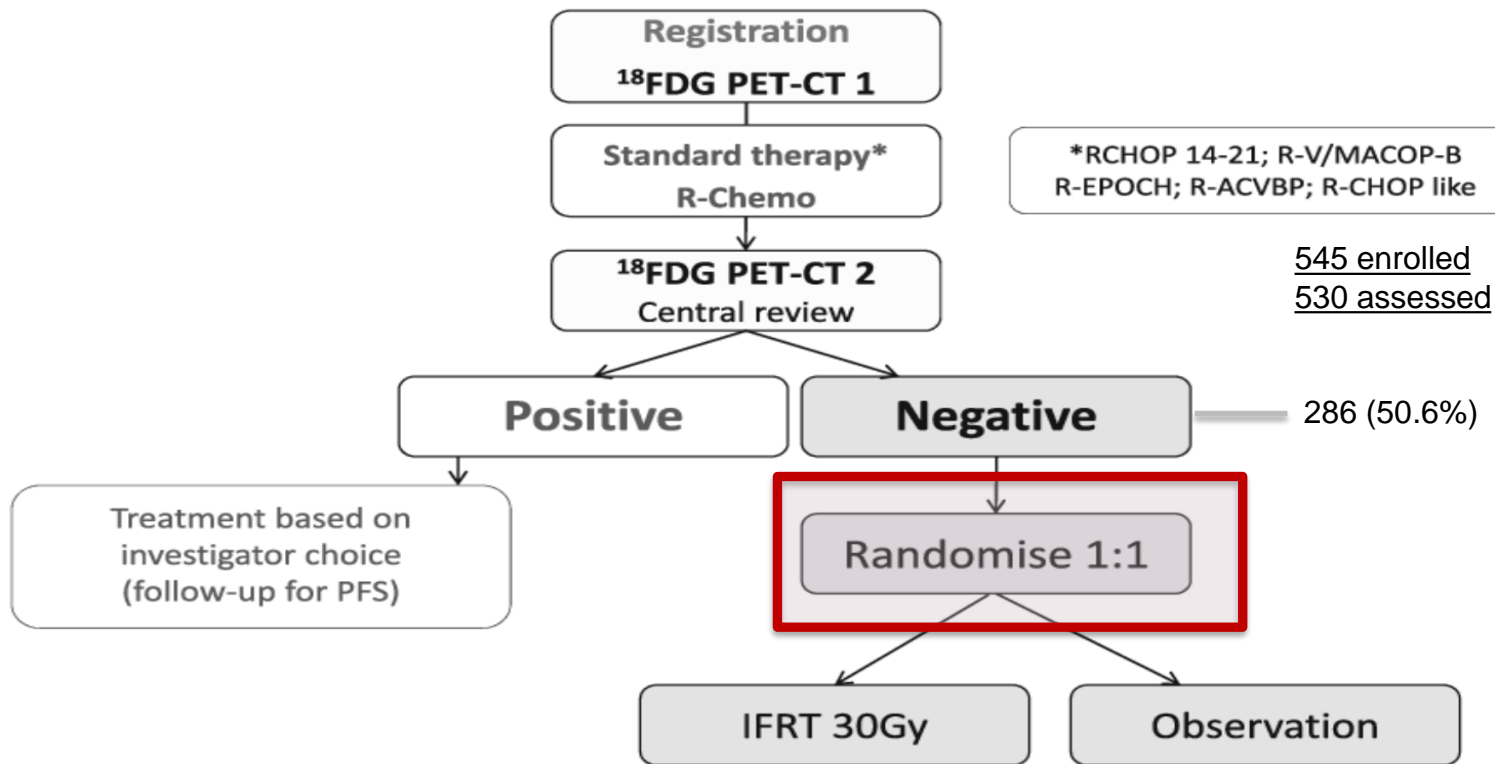 Registration
¹⁸FDG PET-CT 1
Standard therapy*
R-Chemo
*RCHOP 14-21; R-V/MACOP-B
R-EPOCH; R-ACVBP; R-CHOP like
¹⁸FDG PET-CT 2
Central review
545 enrolled
530 assessed
Positive
Negative
286 (50.6%)
Treatment based on
investigator choice
(follow-up for PFS)
Randomise 1:1
IFRT 30Gy
Observation